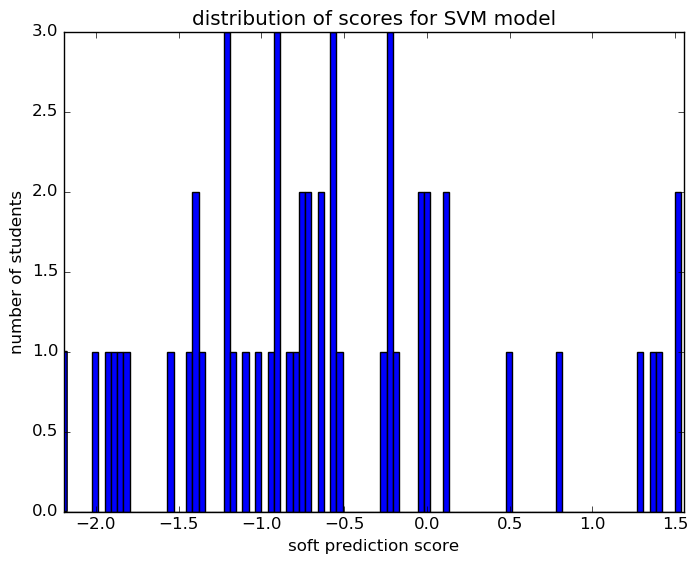 distribution of scores for SVM model
3.0
2.5
2.0
1.5
1.0
0.5
0.0
number of students
−2.0 −1.5 −1.0 −0.5 0.0 0.5 1.0 1.5
soft prediction score